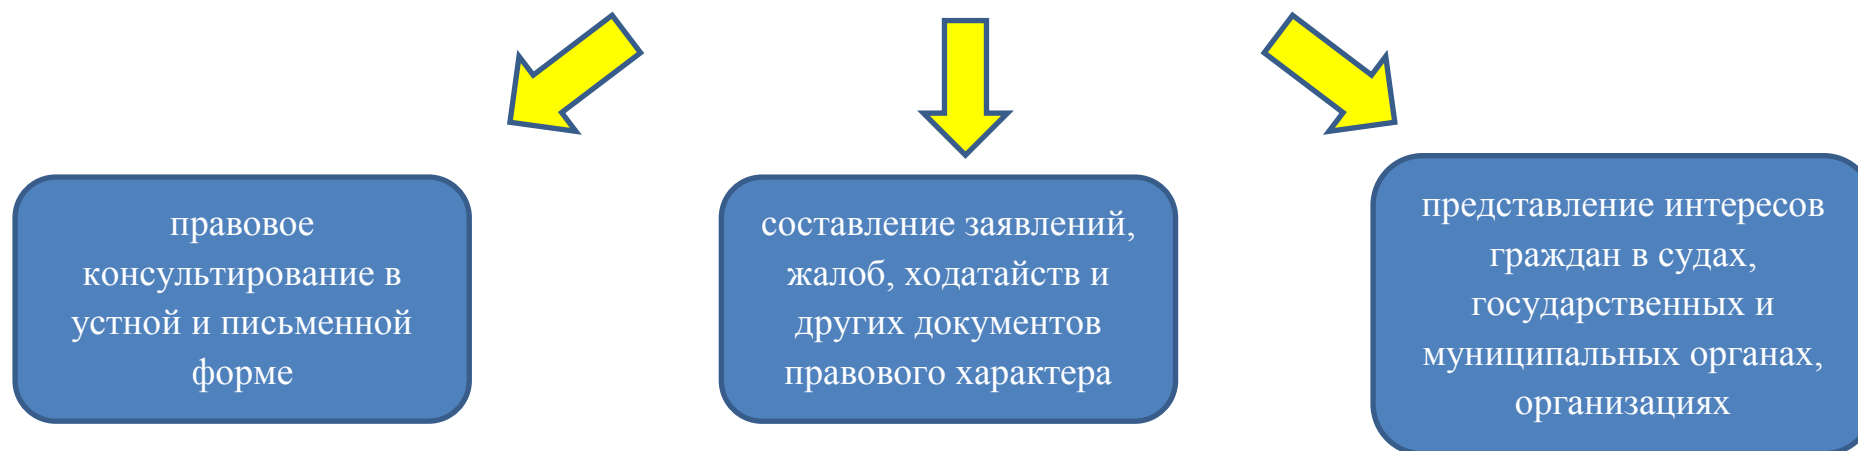 правовое
консультирование в
устной и письменной
форме
составление заявлений,
жалоб, ходатайств и
других документов
правового характера
представление интересов
граждан в судах,
государственных и
муниципальных органах,
организациях